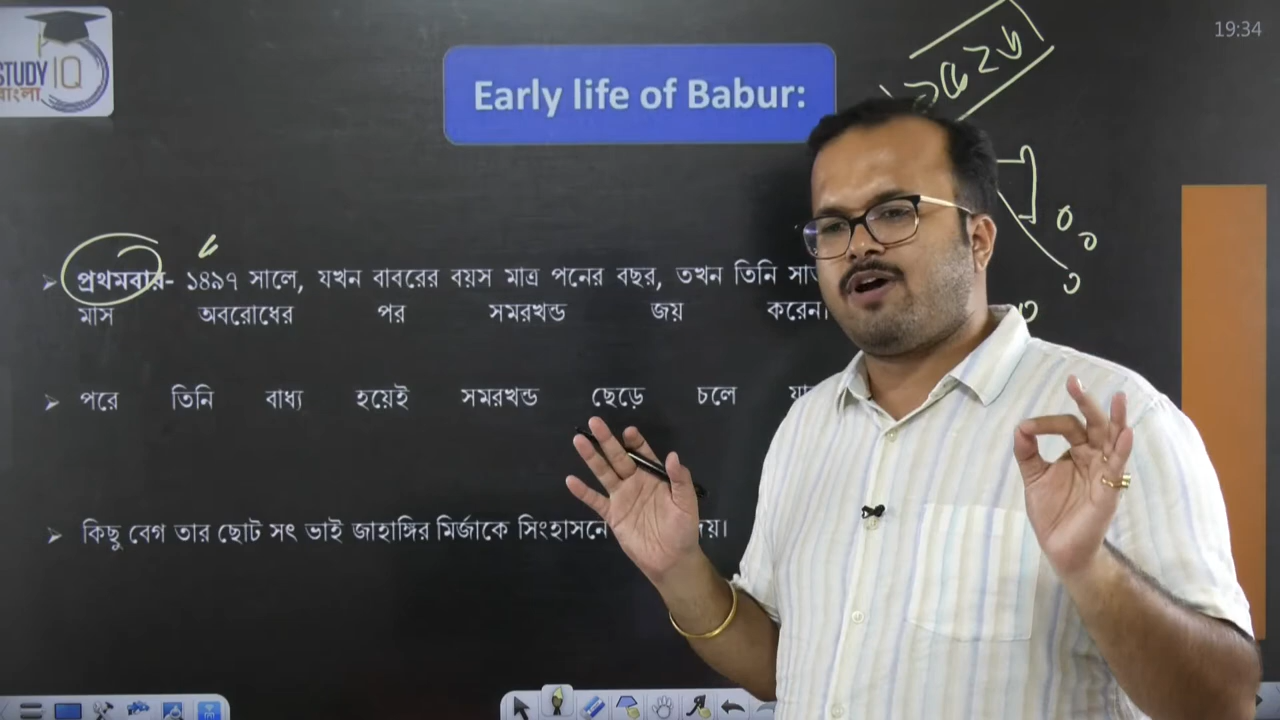 STUDY IQ
বাংলা
19:34
Early life of Babur:
১৫২৬
প্রথমবার- ১৪৯৭ সালে, যখন বাবরের বয়স মাত্র পনের বছর, তখন তিনি
মাস অবরোধের পর সমরখন্ড জয় করেন।
পরে তিনি বাধ্য হয়েই সমরখন্ড ছেড়ে চলে
কিছু বেগ তার ছোট সৎ ভাই জাহাঙ্গির মির্জাকে সিংহাসনে